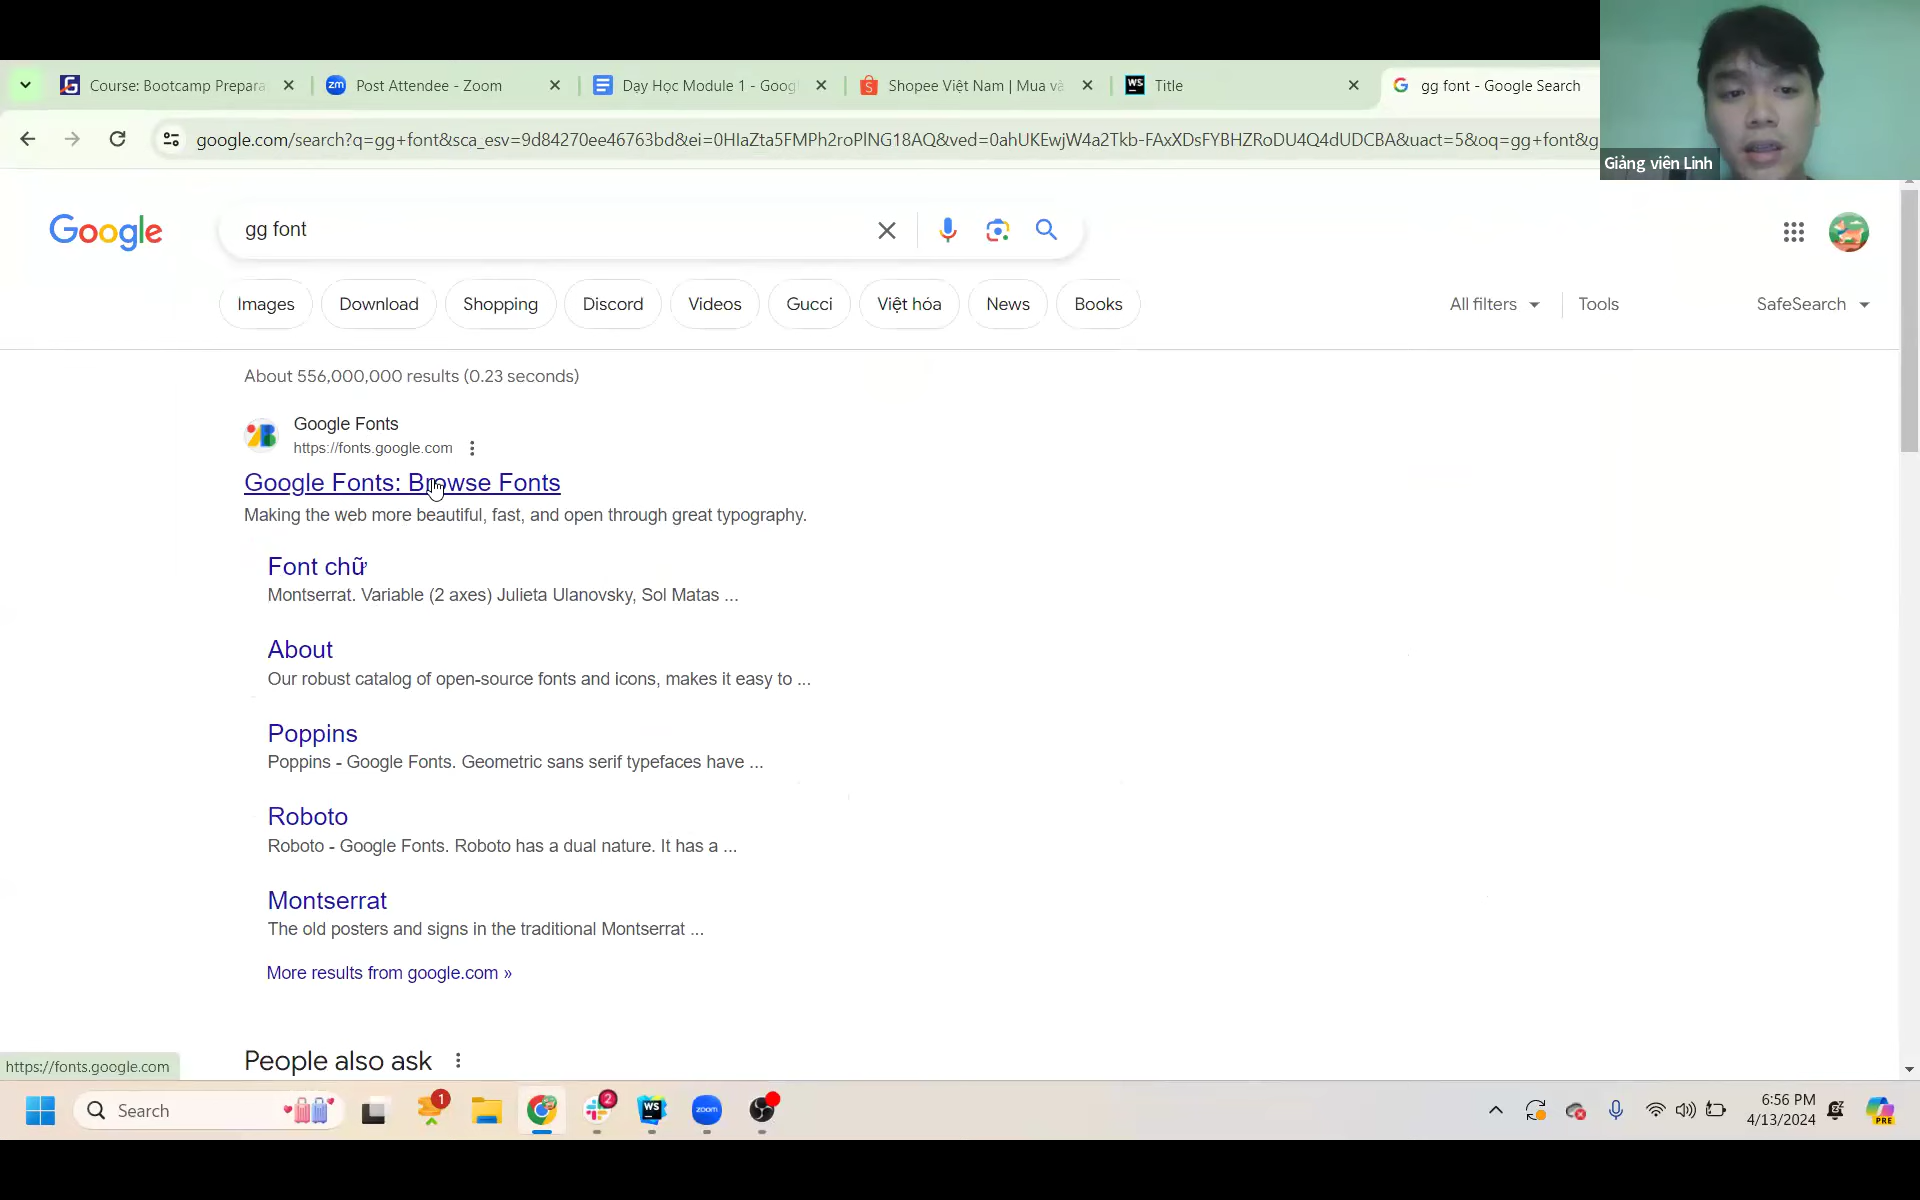 Course: Bootcamp Prepara
Post Attendee - Zoom
Dạy Học Module 1 - Goog
Shopee Việt Nam | Mua và
Title
gg font - Google Search
google.com/search?q=gg+font&sca_esv=9d84270ee46763bd&ei=0HIaZta5FMPh2roPlNG18AQ&ved=0ahUKEwjW4a2Tkb-FAxXDsFYBHZRoDU4Q4dUDCBA&uact=5&oq=gg+font&g
Giảng viên Linh
Google
gg font
Images
Download
Shopping
Discord
Videos
Gucci
Việt hóa
News
Books
All filters
Tools
SafeSearch
About 556,000,000 results (0.23 seconds)
Google Fonts
https://fonts.google.com
Google Fonts: Browse Fonts
Making the web more beautiful, fast, and open through great typography.
Font chữ
Montserrat. Variable (2 axes) Julieta Ulanovsky, Sol Matas ...
About
Our robust catalog of open-source fonts and icons, makes it easy to ...
Poppins
Poppins - Google Fonts. Geometric sans serif typefaces have ...
Roboto
Roboto - Google Fonts. Roboto has a dual nature. It has a ...
Montserrat
The old posters and signs in the traditional Montserrat ...
More results from google.com »
People also ask
https://fonts.google.com
Search
1
2
WS
zoom
6:56 PM
4/13/2024
PRE